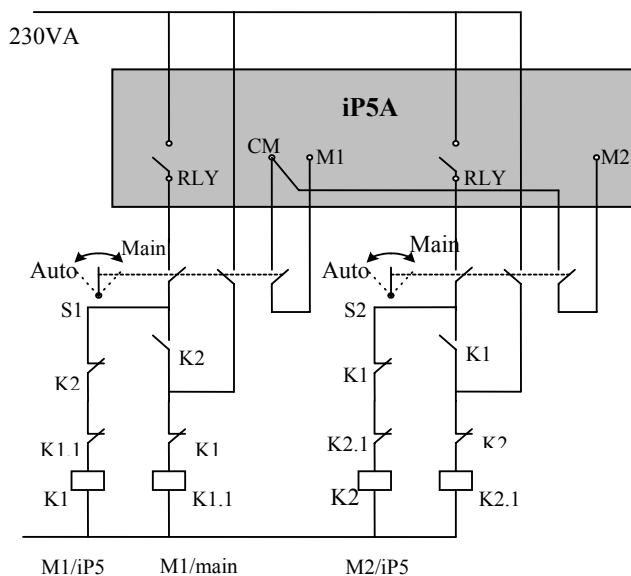 230VA
iP5A
CM
M1
M2
RLY
RLY
Main
Main
Auto
Auto
S1
S2
K2
K1
K2
K1
K1.1
K1
K2.1
K2
K1
K1.1
K2
K2.1
M1/iP5
M1/main
M2/iP5